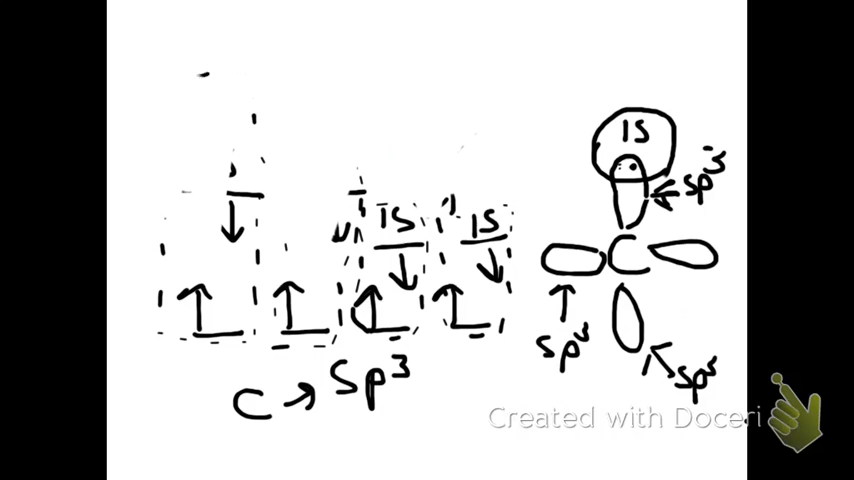 1S
sp³
1S 1S
C
sp³
C → sp³
sp³
Created with Doceri